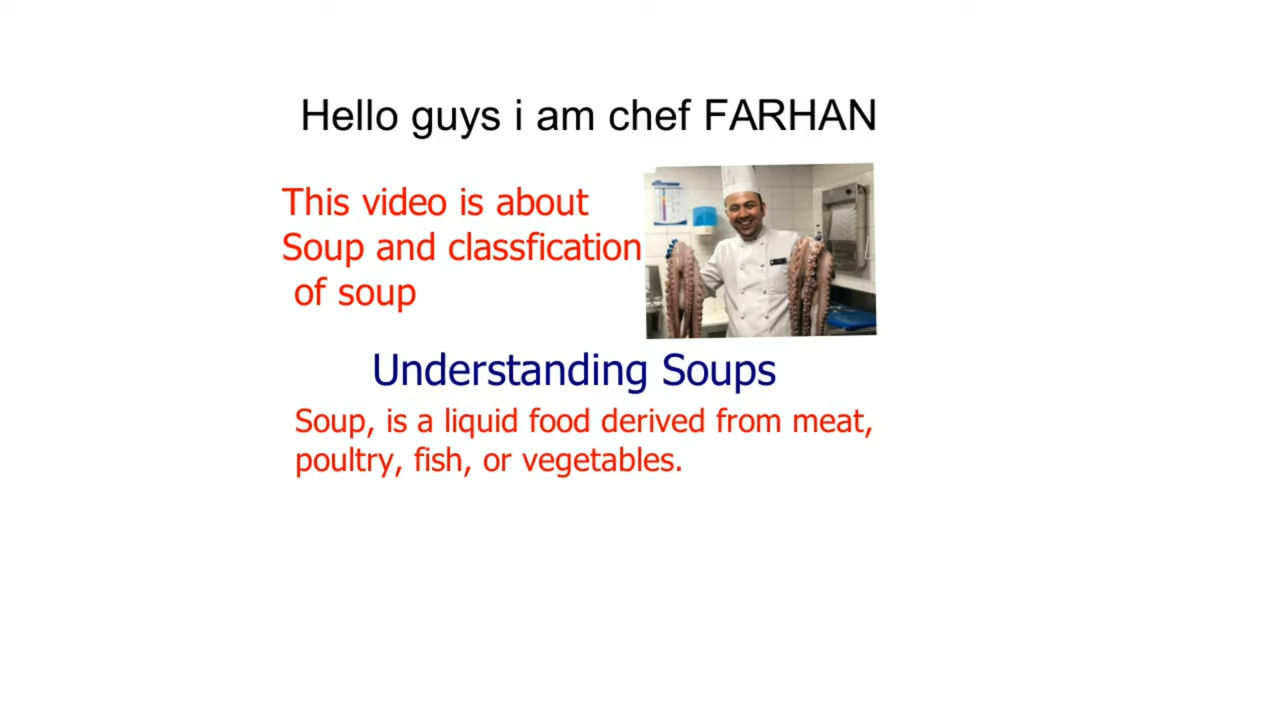 Hello guys i am chef FARHAN
This video is about
Soup and classfication
of soup
Understanding Soups
Soup, is a liquid food derived from meat,
poultry, fish, or vegetables.